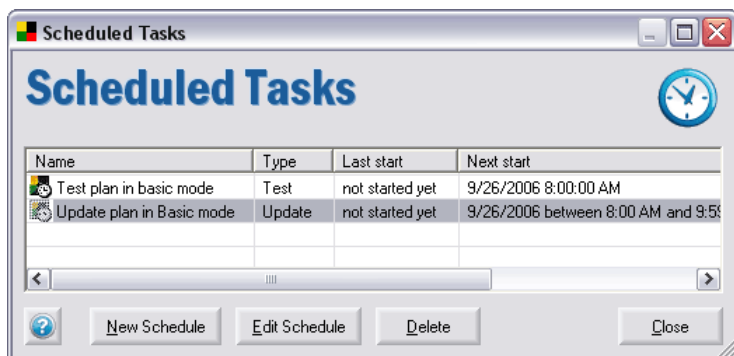 Scheduled Tasks
Scheduled Tasks
Name Type Last start Next start
Test plan in basic mode Test not started yet 9/26/2006 8:00:00 AM
Update plan in Basic mode Update not started yet 9/26/2006 between 8:00 AM and 9:5
? New Schedule Edit Schedule Delete Close